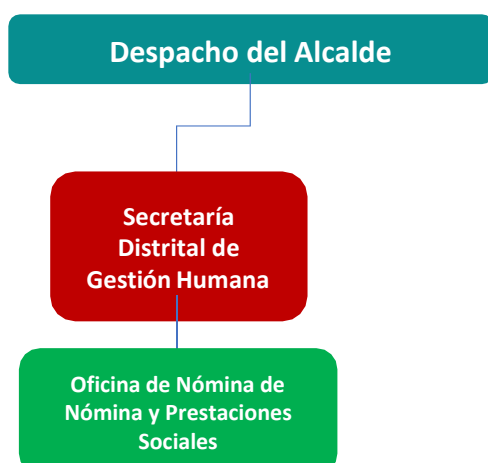 Despacho del Alcalde
Secretaría
Distrital de
Gestión Humana
Oficina de Nómina de
Nómina y Prestaciones
Sociales